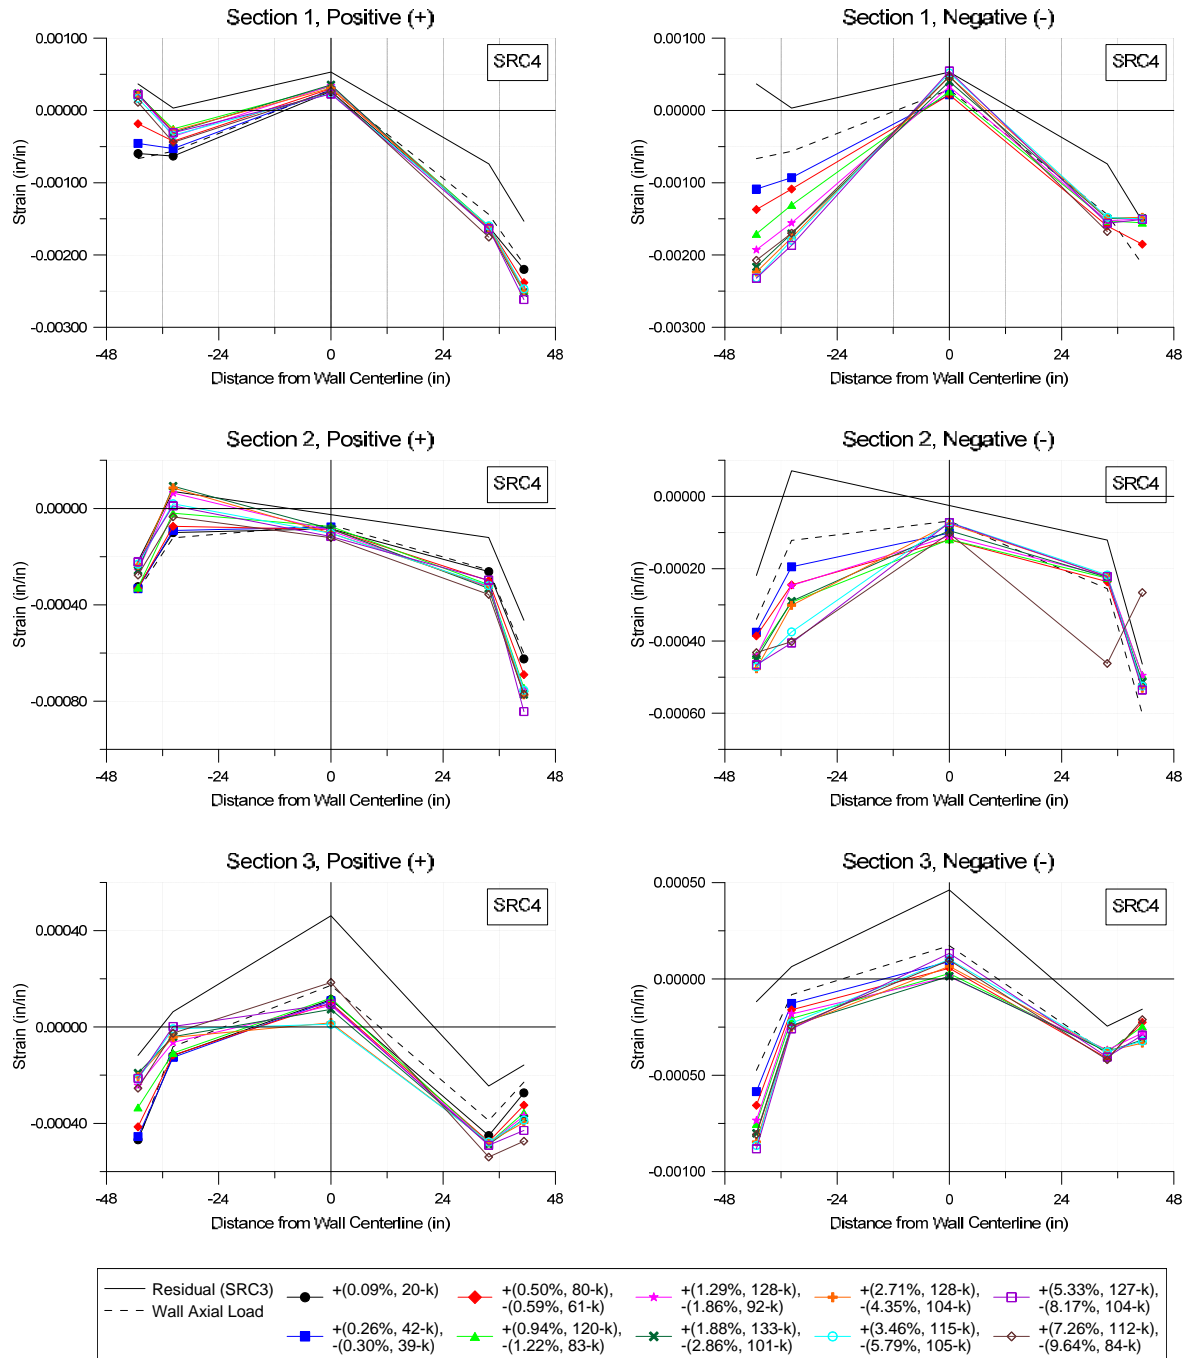 Section 1, Positive (+)
SRC4
0.00100
0.00000
-0.00100
-0.00200
-0.00300
Strain (in/in)
-48 -24 0 24 48
Distance from Wall Centerline (in)
Section 1, Negative (-)
SRC4
0.00100
0.00000
-0.00100
-0.00200
-0.00300
Strain (in/in)
-48 -24 0 24 48
Distance from Wall Centerline (in)
Section 2, Positive (+)
SRC4
0.00000
-0.00040
-0.00080
Strain (in/in)
-48 -24 0 24 48
Distance from Wall Centerline (in)
Section 2, Negative (-)
SRC4
0.00000
-0.00020
-0.00040
-0.00060
Strain (in/in)
-48 -24 0 24 48
Distance from Wall Centerline (in)
Section 3, Positive (+)
SRC4
0.00040
0.00000
-0.00040
Strain (in/in)
-48 -24 0 24 48
Distance from Wall Centerline (in)
Section 3, Negative (-)
SRC4
0.00050
0.00000
-0.00050
-0.00100
Strain (in/in)
-48 -24 0 24 48
Distance from Wall Centerline (in)
Residual (SRC3)
Wall Axial Load
+(0.09%, 20-k)
+(0.26%, 42-k),
-(0.30%, 39-k)
+(0.50%, 80-k)
-(0.59%, 61-k)
+(0.94%, 120-k),
-(1.22%, 83-k)
+(1.29%, 128-k)
-(1.86%, 92-k)
+(1.88%, 133-k)
-(2.86%, 101-k)
+(2.71%, 128-k)
-(4.35%, 104-k)
+(3.46%, 115-k)
-(5.79%, 105-k)
+(5.33%, 127-k)
-(8.17%, 104-k)
+(7.26%, 112-k)
-(9.64%, 84-k)